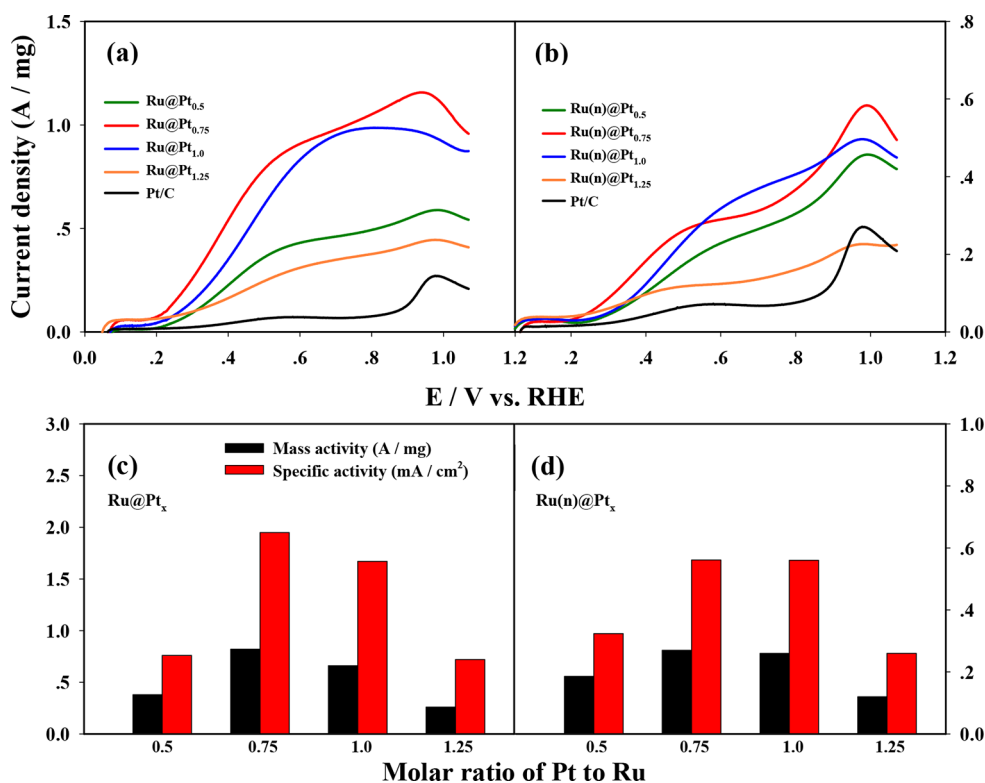 Current density (A / mg)
1.5
1.0
.5
0.0
(a)
Ru@Pt0.5
Ru@Pt0.75
Ru@Pt1.0
Ru@Pt1.25
Pt/C
(b)
Ru(n)@Pt0.5
Ru(n)@Pt0.75
Ru(n)@Pt1.0
Ru(n)@Pt1.25
Pt/C
.8
.6
.4
.2
0.0
0.0 .2 .4 .6 .8 1.0 1.2 .2 .4 .6 .8 1.0 1.2
E / V vs. RHE
3.0
2.5
2.0
1.5
1.0
.5
0.0
(c)
Mass activity (A / mg)
Specific activity (mA / cm2)
Ru@Ptx
(d)
Ru(n)@Ptx
1.0
.8
.6
.4
.2
0.0
0.5 0.75 1.0 1.25 0.5 0.75 1.0 1.25
Molar ratio of Pt to Ru